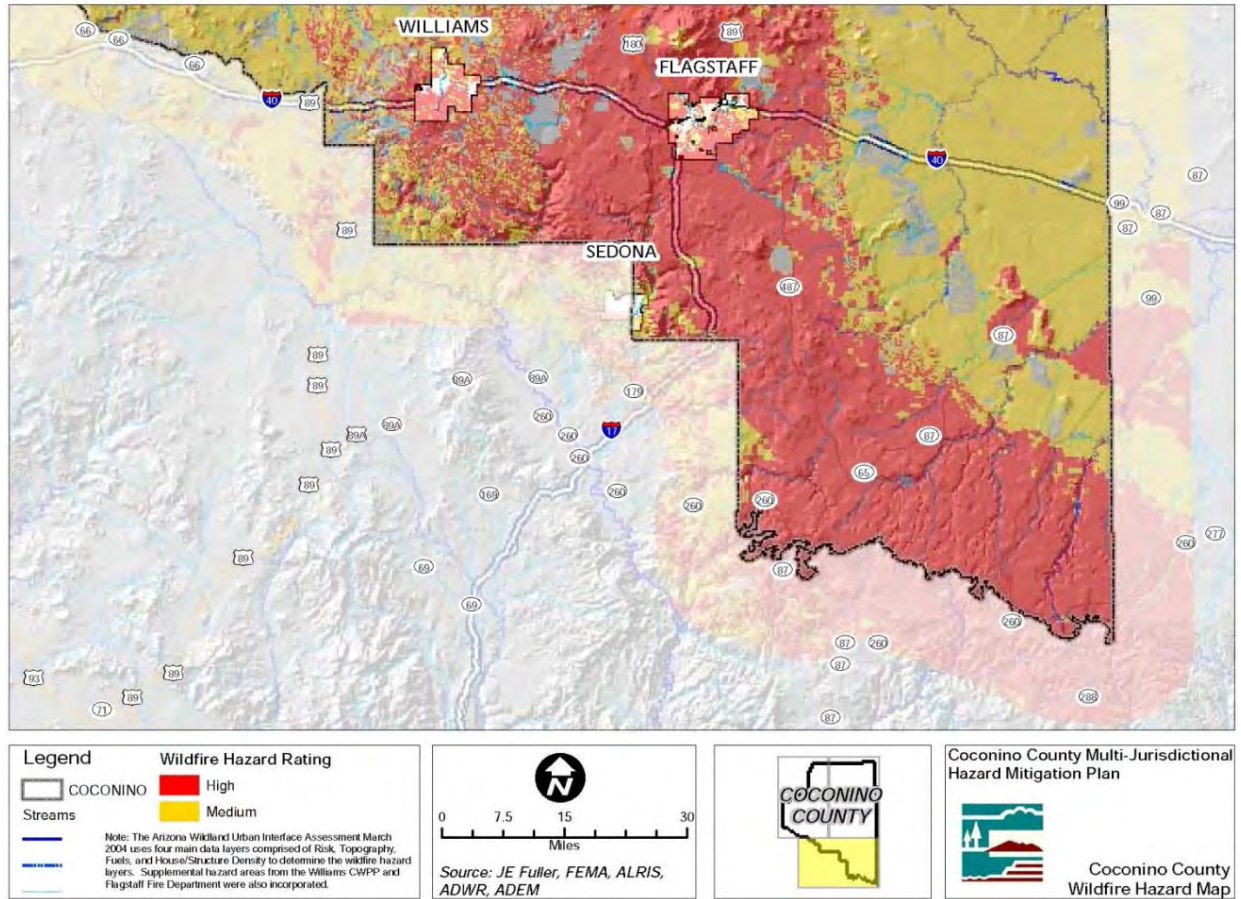 WILLIAMS
FLAGSTAFF
SEDONA
66
66
66
40
89
180
89
40
99
87
87
87
89
99
487
87
89
89
89A
89A
179
89A
260
17
89A
260
89
260
87
65
89
169
260
260
260
277
260
89
69
87
69
260
87
260
87
93
89
89
288
71
87
Legend
COCONINO
Streams
Wildfire Hazard Rating
High
Medium
Note: The Arizona Wildland Urban Interface Assessment March
2004 uses four main data layers comprised of Risk, Topography,
Fuels, and House/Structure Density to determine the wildfire hazard
layers. Supplemental hazard areas from the Williams CWPP and
Flagstaff Fire Department were also incorporated.
N
0 7.5 15 30
Miles
Source: JE Fuller, FEMA, ALRIS,
ADWR, ADEM
COCONINO
COUNTY
Coconino County Multi-Jurisdictional
Hazard Mitigation Plan
Coconino County
Wildfire Hazard Map